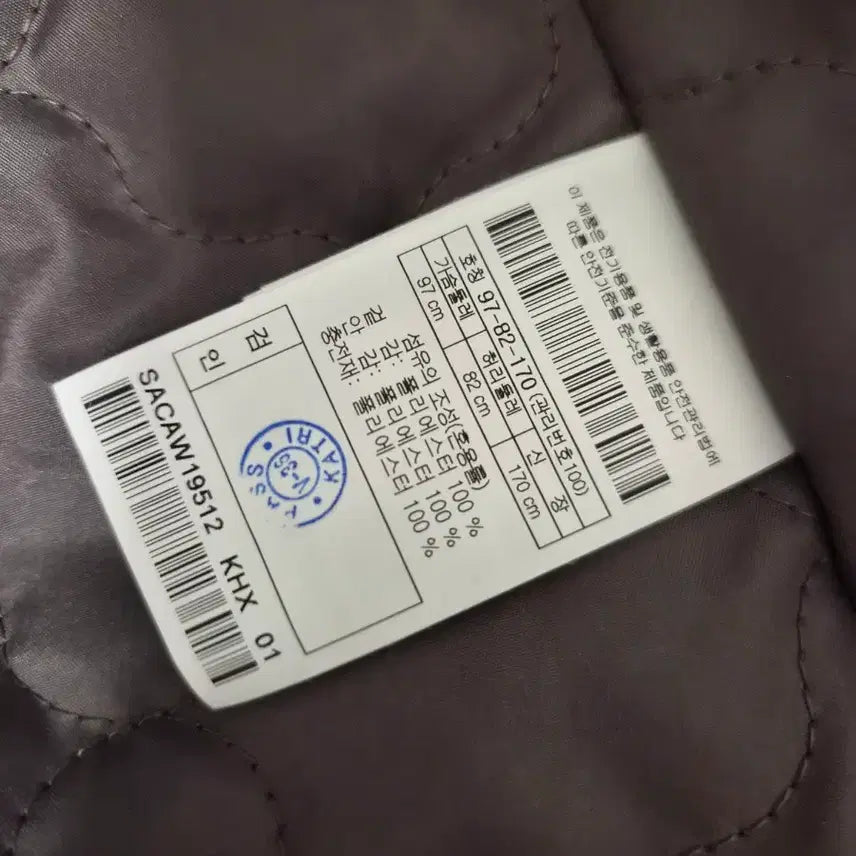 이 제품은 전기용품 및 생활용품 안전관리법에
따른 안전기준을 준수한 제품입니다
호칭 97-82-170 (관리번호100)
가슴둘레 허리둘레 신 장
97 cm 82 cm 170 cm
섬유의 조성(혼용률)
겉 감: 폴리에스터 100 %
안 감: 폴리에스터 100 %
충전재: 폴리에스터 100 %
검 인
KATRI
V-35
SACAW19512 KHX 01